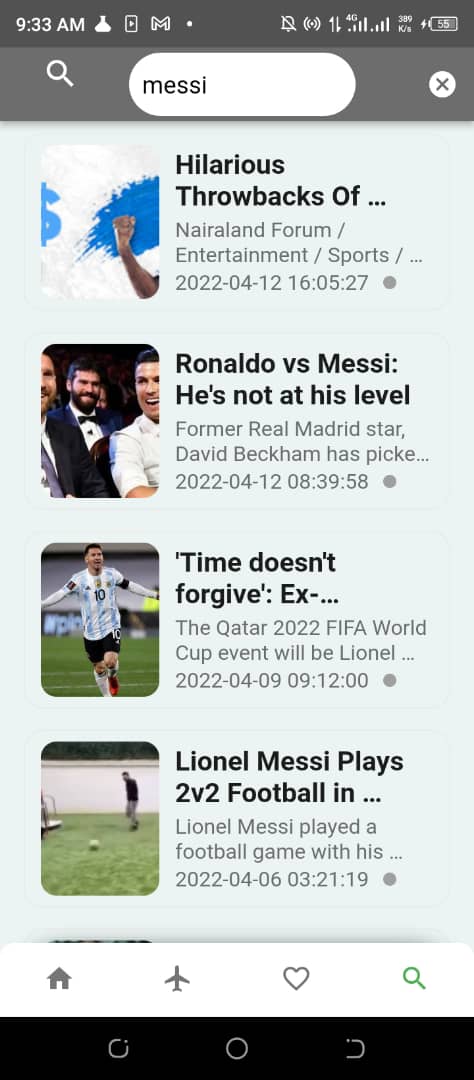 9:33 AM
4G
389
K/s
55
messi
Hilarious
Throwbacks Of ...
Nairaland Forum /
Entertainment / Sports / ...
2022-04-12 16:05:27
$
Ronaldo vs Messi:
He's not at his level
Former Real Madrid star,
David Beckham has picke...
2022-04-12 08:39:58
'Time doesn't
forgive': Ex-...
The Qatar 2022 FIFA World
Cup event will be Lionel ...
2022-04-09 09:12:00
10
10
Lionel Messi Plays
2v2 Football in ...
Lionel Messi played a
football game with his ...
2022-04-06 03:21:19